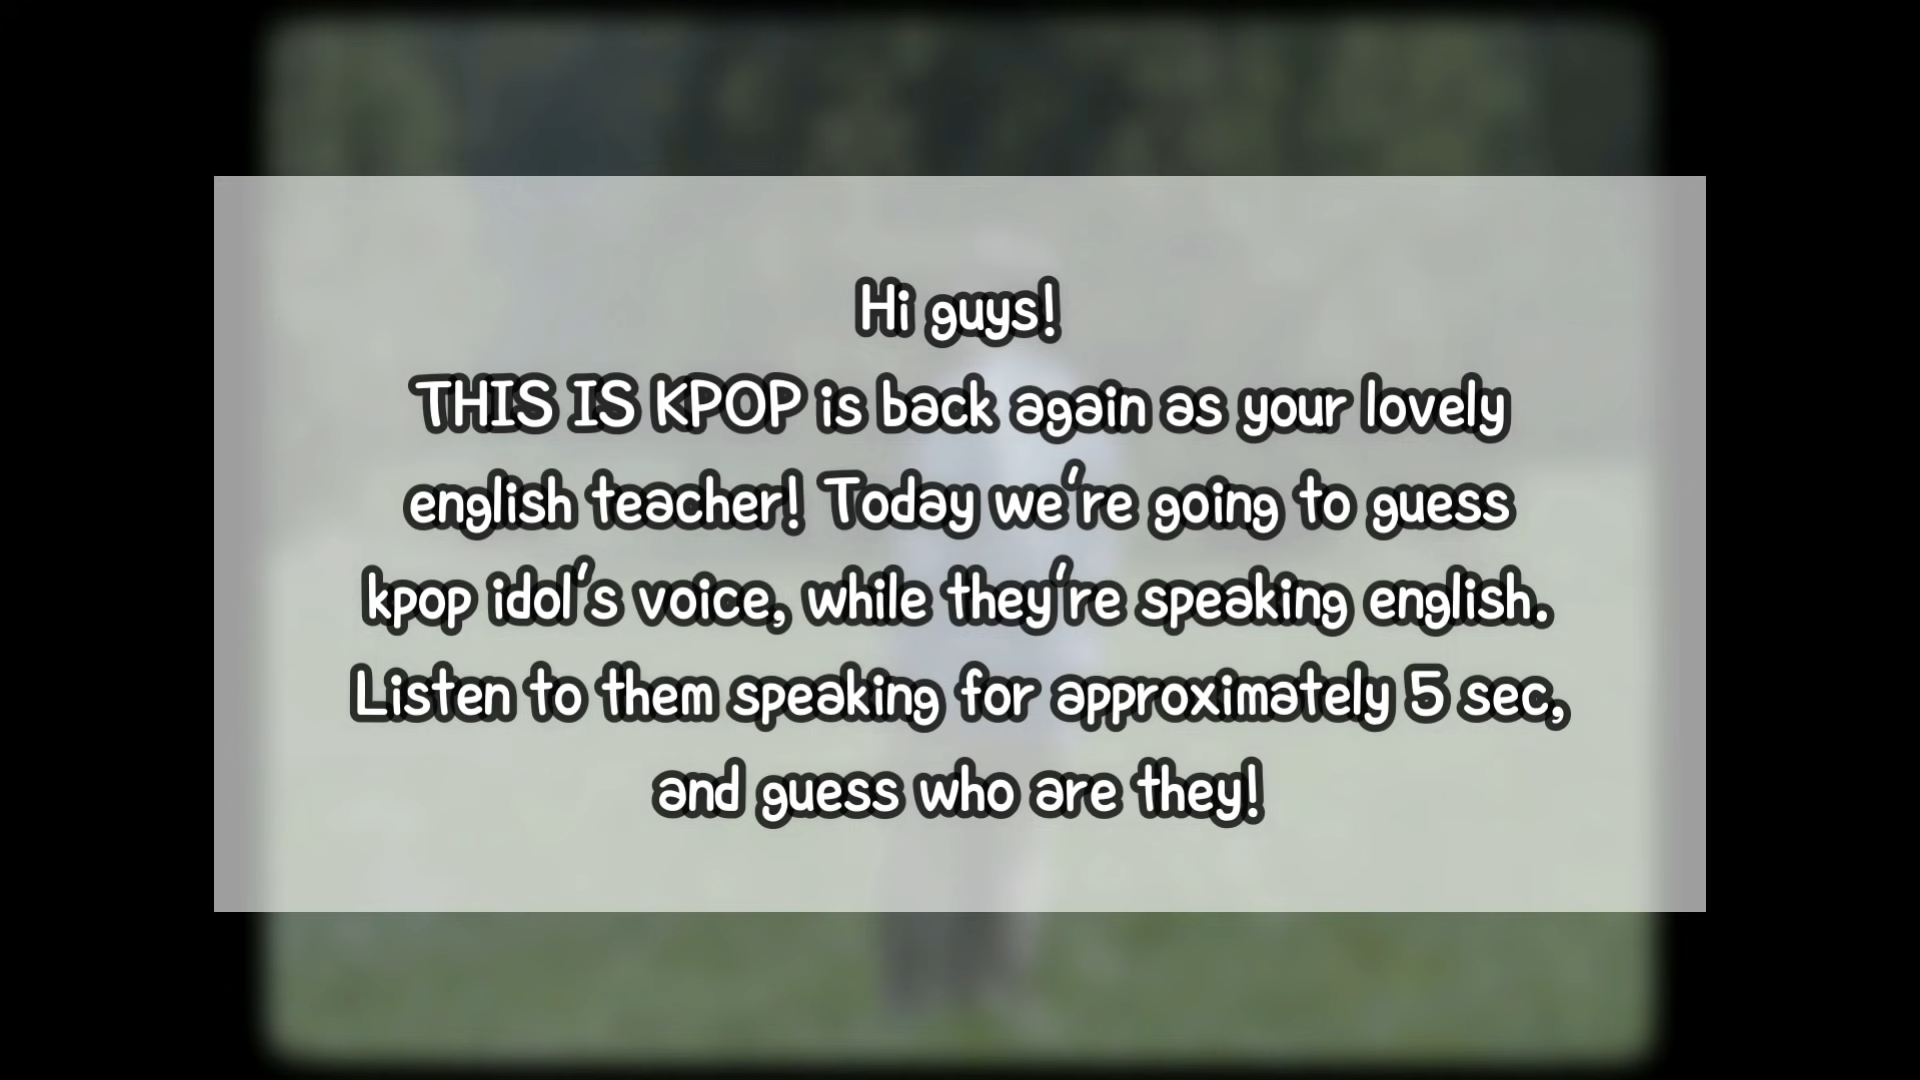 Hi guys!
THIS IS KPOP is back again as your lovely
english teacher! Today we're going to guess
kpop idol's voice, while they're speaking english.
Listen to them speaking for approximately 5 sec,
and guess who are they!